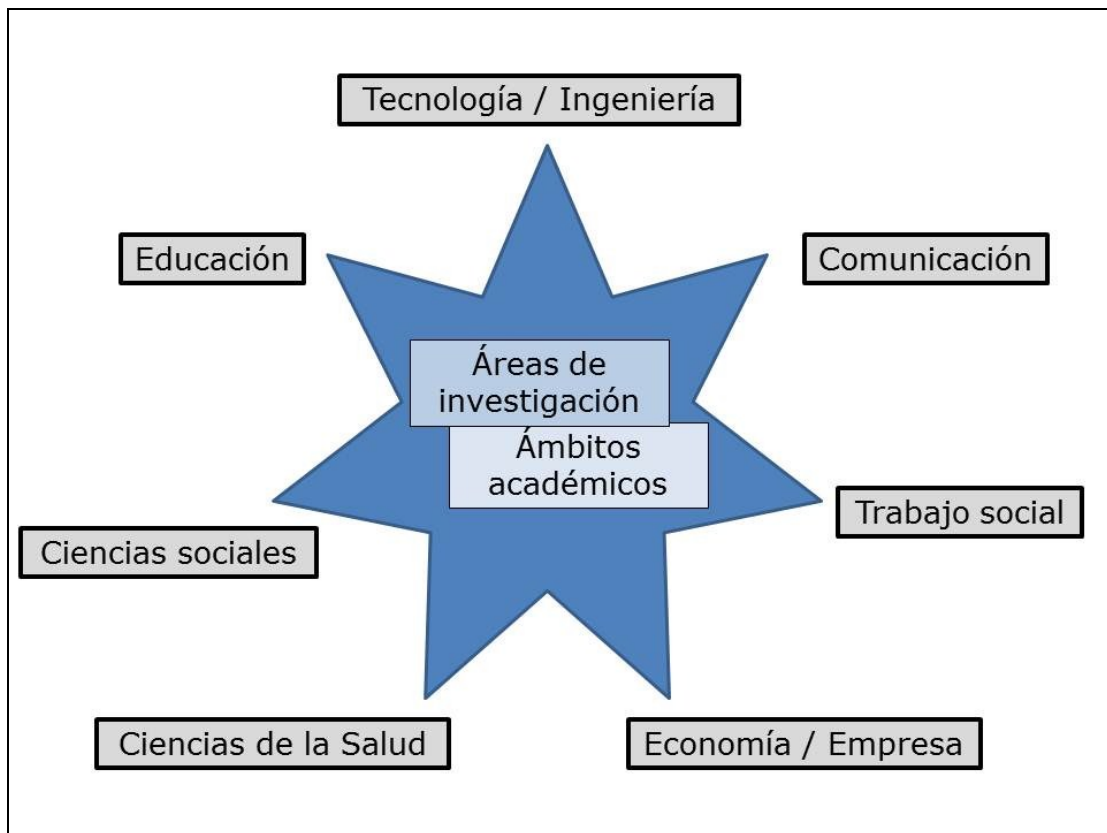 Tecnología / Ingeniería
Educación
Comunicación
Áreas de
investigación
Ámbitos
académicos
Trabajo social
Ciencias sociales
Ciencias de la Salud
Economía / Empresa